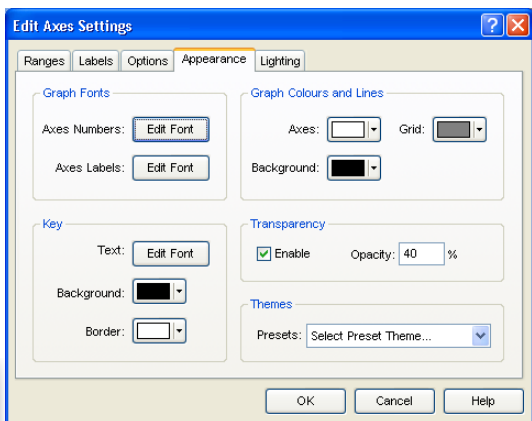 Edit Axes Settings
Ranges Labels Options Appearance Lighting
Graph Fonts
Axes Numbers: Edit Font
Axes Labels: Edit Font
Graph Colours and Lines
Axes: Grid:
Background:
Key
Text: Edit Font
Background:
Border:
Transparency
Enable Opacity: 40 %
Themes
Presets: Select Preset Theme...
OK Cancel Help